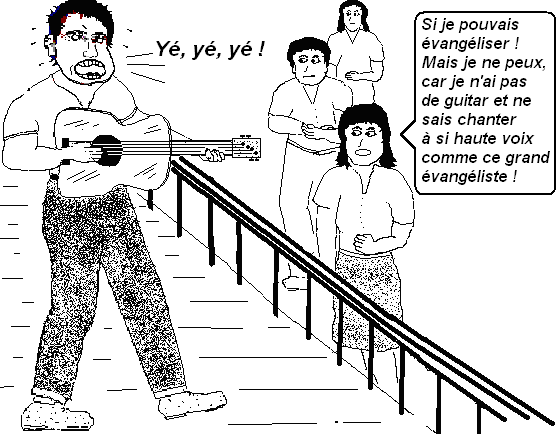 Yé, yé, yé !
Si je pouvais
évangéliser !
Mais je ne peux,
car je n'ai pas
de guitar et ne
sais chanter
à si haute voix
comme ce grand
évangéliste !